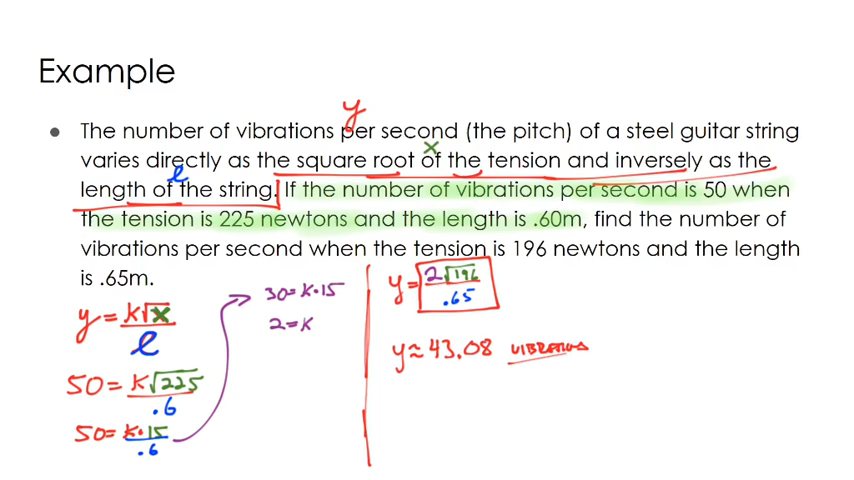 Example
y
● The number of vibrations per second (the pitch) of a steel guitar string
x
varies directly as the square root of the tension and inversely as the
l
length of the string. If the number of vibrations per second is 50 when
the tension is 225 newtons and the length is .60m, find the number of
vibrations per second when the tension is 196 newtons and the length
is .65m.
y = k√x / l
50 = k√225 / .6
50 = k·15 / .6
30 = k·15
2 = k
y = 2√196 / .65
y ≈ 43.08 VIBRATIONS